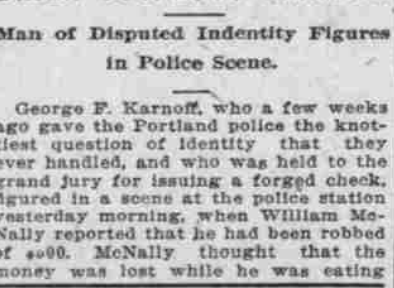 Man of Disputed Indentity Figures
in Police Scene.
George F. Karnoff, who a few weeks
ago gave the Portland police the knot-
tiest question of identity that they
ever handled, and who was held to the
grand jury for issuing a forged check,
figured in a scene at the police station
yesterday morning, when William Mc-
Nally reported that he had been robbed
of McNally thought that the
money was lost while he was eating